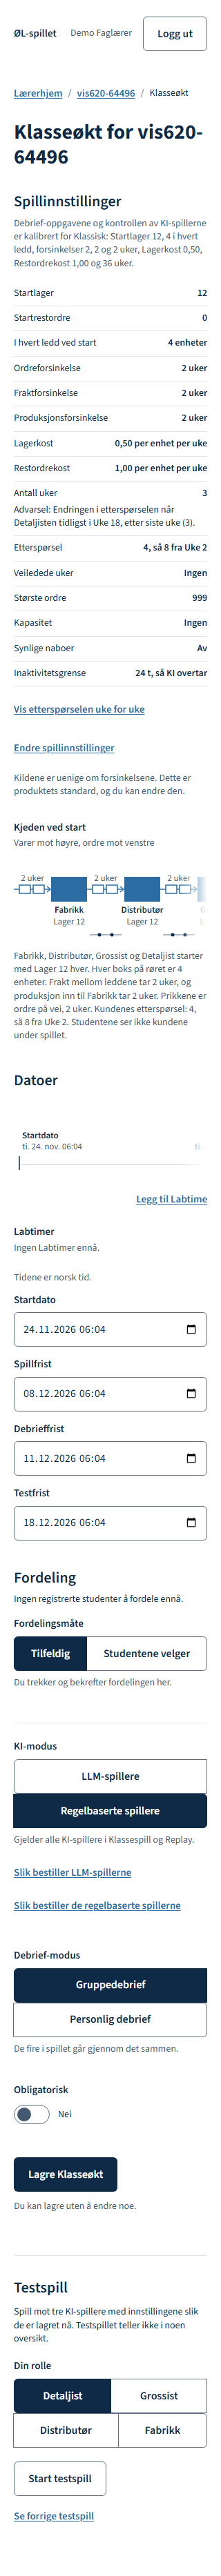 ØL-spillet Demo Faglærer Logg ut
Lærerhjem / vis620-64496 / Klasseøkt
Klasseøkt for vis620-
64496
Spillinnstillinger
Debrief-oppgavene og kontrollen av KI-spillerne
er kalibrert for Klassisk: Startlager 12, 4 i hvert
ledd, forsinkelser 2, 2 og 2 uker, Lagerkost 0,50,
Restordrekost 1,00 og 36 uker.
Startlager 12
Startrestordre 0
I hvert ledd ved start 4 enheter
Ordreforsinkelse 2 uker
Fraktforsinkelse 2 uker
Produksjonsforsinkelse 2 uker
Lagerkost 0,50 per enhet per uke
Restordrekost 1,00 per enhet per uke
Antall uker 3
Advarsel: Endringen i etterspørselen når
Detaljisten tidligst i Uke 18, etter siste uke (3).
Etterspørsel 4, så 8 fra Uke 2
Veiledede uker Ingen
Største ordre 999
Kapasitet Ingen
Synlige naboer Av
Inaktivitetsgrense 24 t, så KI overtar
Vis etterspørselen uke for uke
Endre spillinnstillinger
Kildene er uenige om forsinkelsene. Dette er
produktets standard, og du kan endre den.
Kjeden ved start
Varer mot høyre, ordre mot venstre
2 uker 2 uker 2 uker
Fabrikk Distributør
Lager 12 Lager 12
Fabrikk, Distributør, Grossist og Detaljist starter
med Lager 12 hver. Hver boks på røret er 4
enheter. Frakt mellom leddene tar 2 uker, og
produksjon inn til Fabrikk tar 2 uker. Prikkene er
ordre på vei, 2 uker. Kundenes etterspørsel: 4,
så 8 fra Uke 2. Studentene ser ikke kundene
under spillet.
Datoer
Startdato
ti. 24. nov. 06:04
Legg til Labtime
Labtimer
Ingen Labtimer ennå.
Tidene er norsk tid.
Startdato
24.11.2026 06:04
Spillfrist
08.12.2026 06:04
Debrieffrist
11.12.2026 06:04
Testfrist
18.12.2026 06:04
Fordeling
Ingen registrerte studenter å fordele ennå.
Fordelingsmåte
Tilfeldig Studentene velger
Du trekker og bekrefter fordelingen her.
KI-modus
LLM-spillere
Regelbaserte spillere
Gjelder alle KI-spillere i Klassespill og Replay.
Slik bestiller LLM-spillerne
Slik bestiller de regelbaserte spillerne
Debrief-modus
Gruppedebrief
Personlig debrief
De fire i spillet går gjennom det sammen.
Obligatorisk
Nei
Lagre Klasseøkt
Du kan lagre uten å endre noe.
Testspill
Spill mot tre KI-spillere med innstillingene slik
de er lagret nå. Testspillet teller ikke i noen
oversikt.
Din rolle
Detaljist Grossist
Distributør Fabrikk
Start testspill
Se forrige testspill